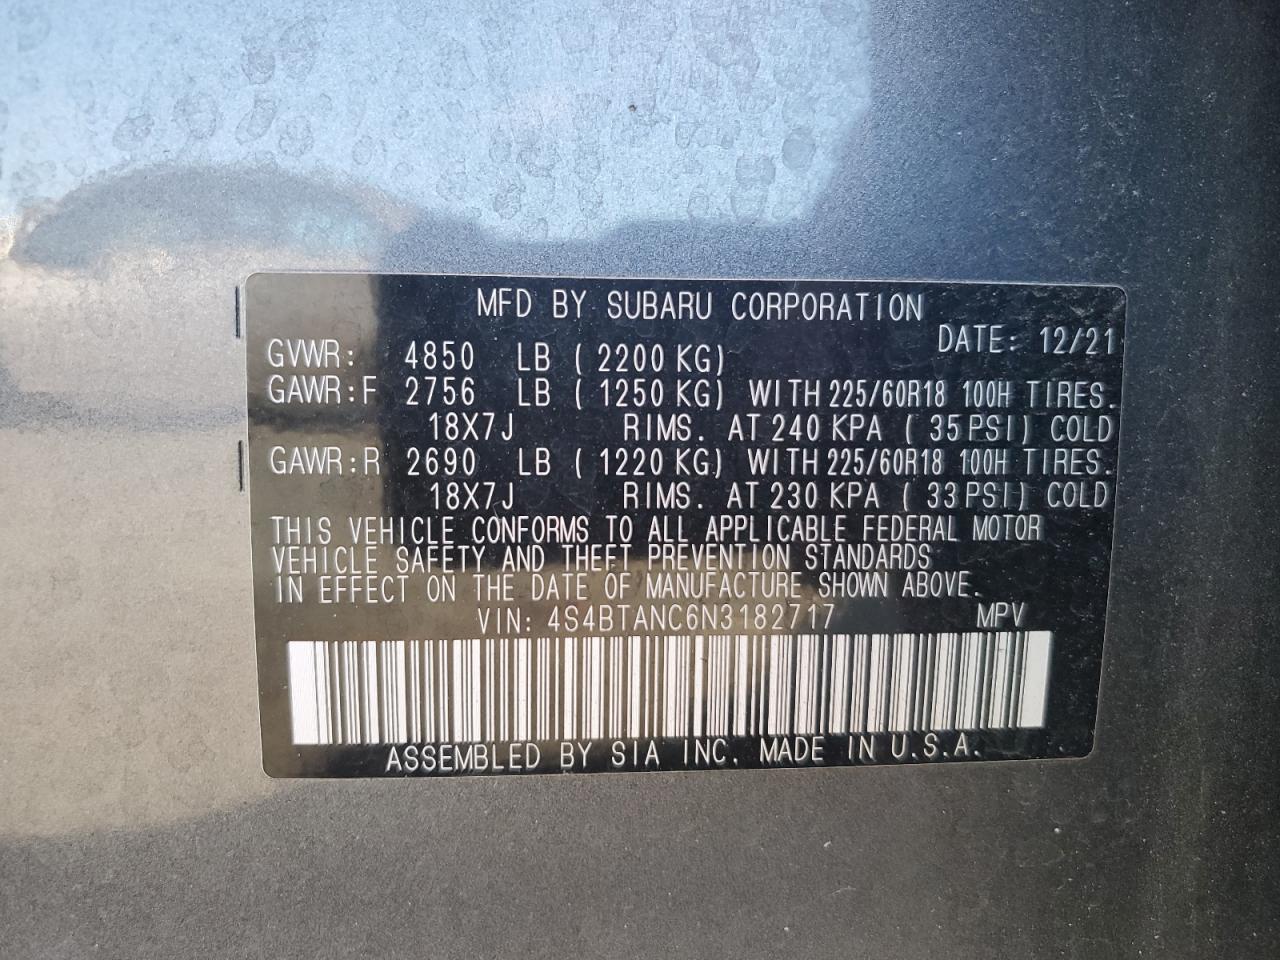 MFD BY SUBARU CORPORATION
DATE: 12/21
GVWR: 4850 LB ( 2200 KG)
GAWR:F 2756 LB ( 1250 KG) WITH 225/60R18 100H TIRES.
18X7J RIMS. AT 240 KPA ( 35 PSI) COLD
GAWR:R 2690 LB ( 1220 KG) WITH 225/60R18 100H TIRES.
18X7J RIMS. AT 230 KPA ( 33 PSI) COLD
THIS VEHICLE CONFORMS TO ALL APPLICABLE FEDERAL MOTOR
VEHICLE SAFETY AND THEFT PREVENTION STANDARDS
IN EFFECT ON THE DATE OF MANUFACTURE SHOWN ABOVE.
VIN: 4S4BTANC6N3182717 MPV
ASSEMBLED BY SIA INC. MADE IN U.S.A.